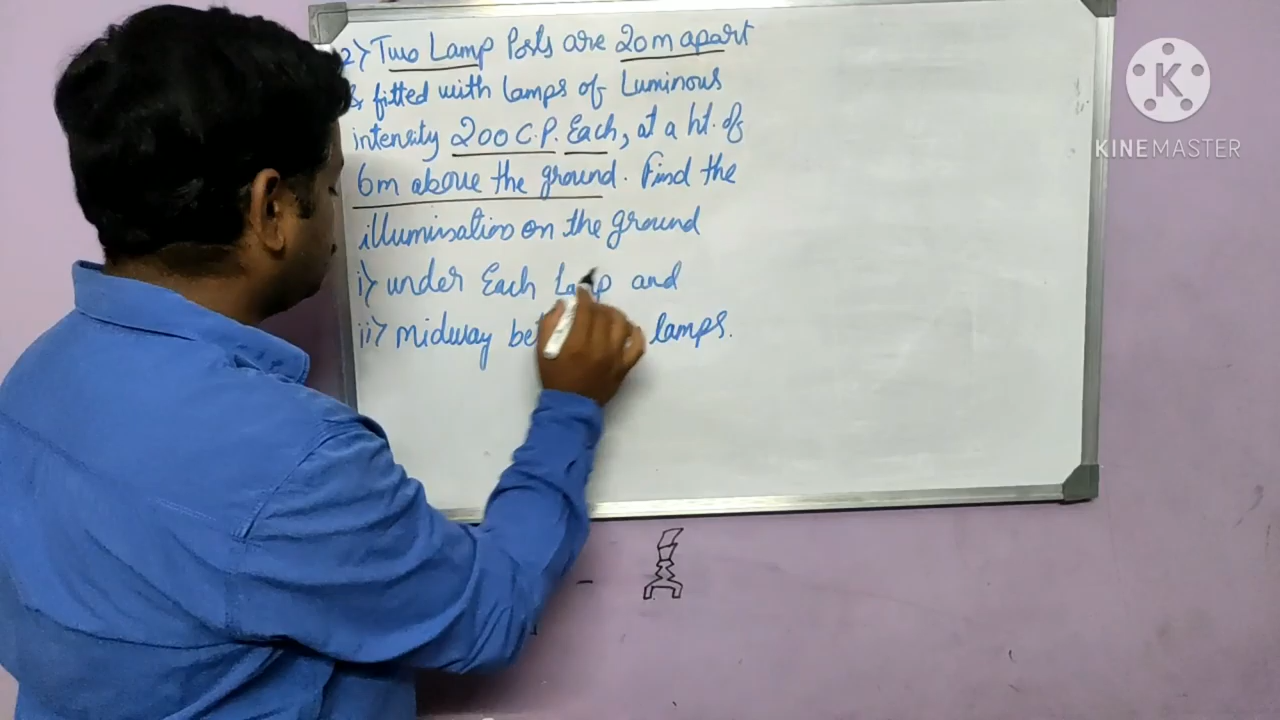 2) Two Lamp Posts are 20m apart
& fitted with lamps of Luminous
intensity 200 C.P. Each, at a ht. of
6m above the ground. Find the
illumination on the ground
i) under Each Lamp and
ii) midway lamps.
K
KINEMASTER